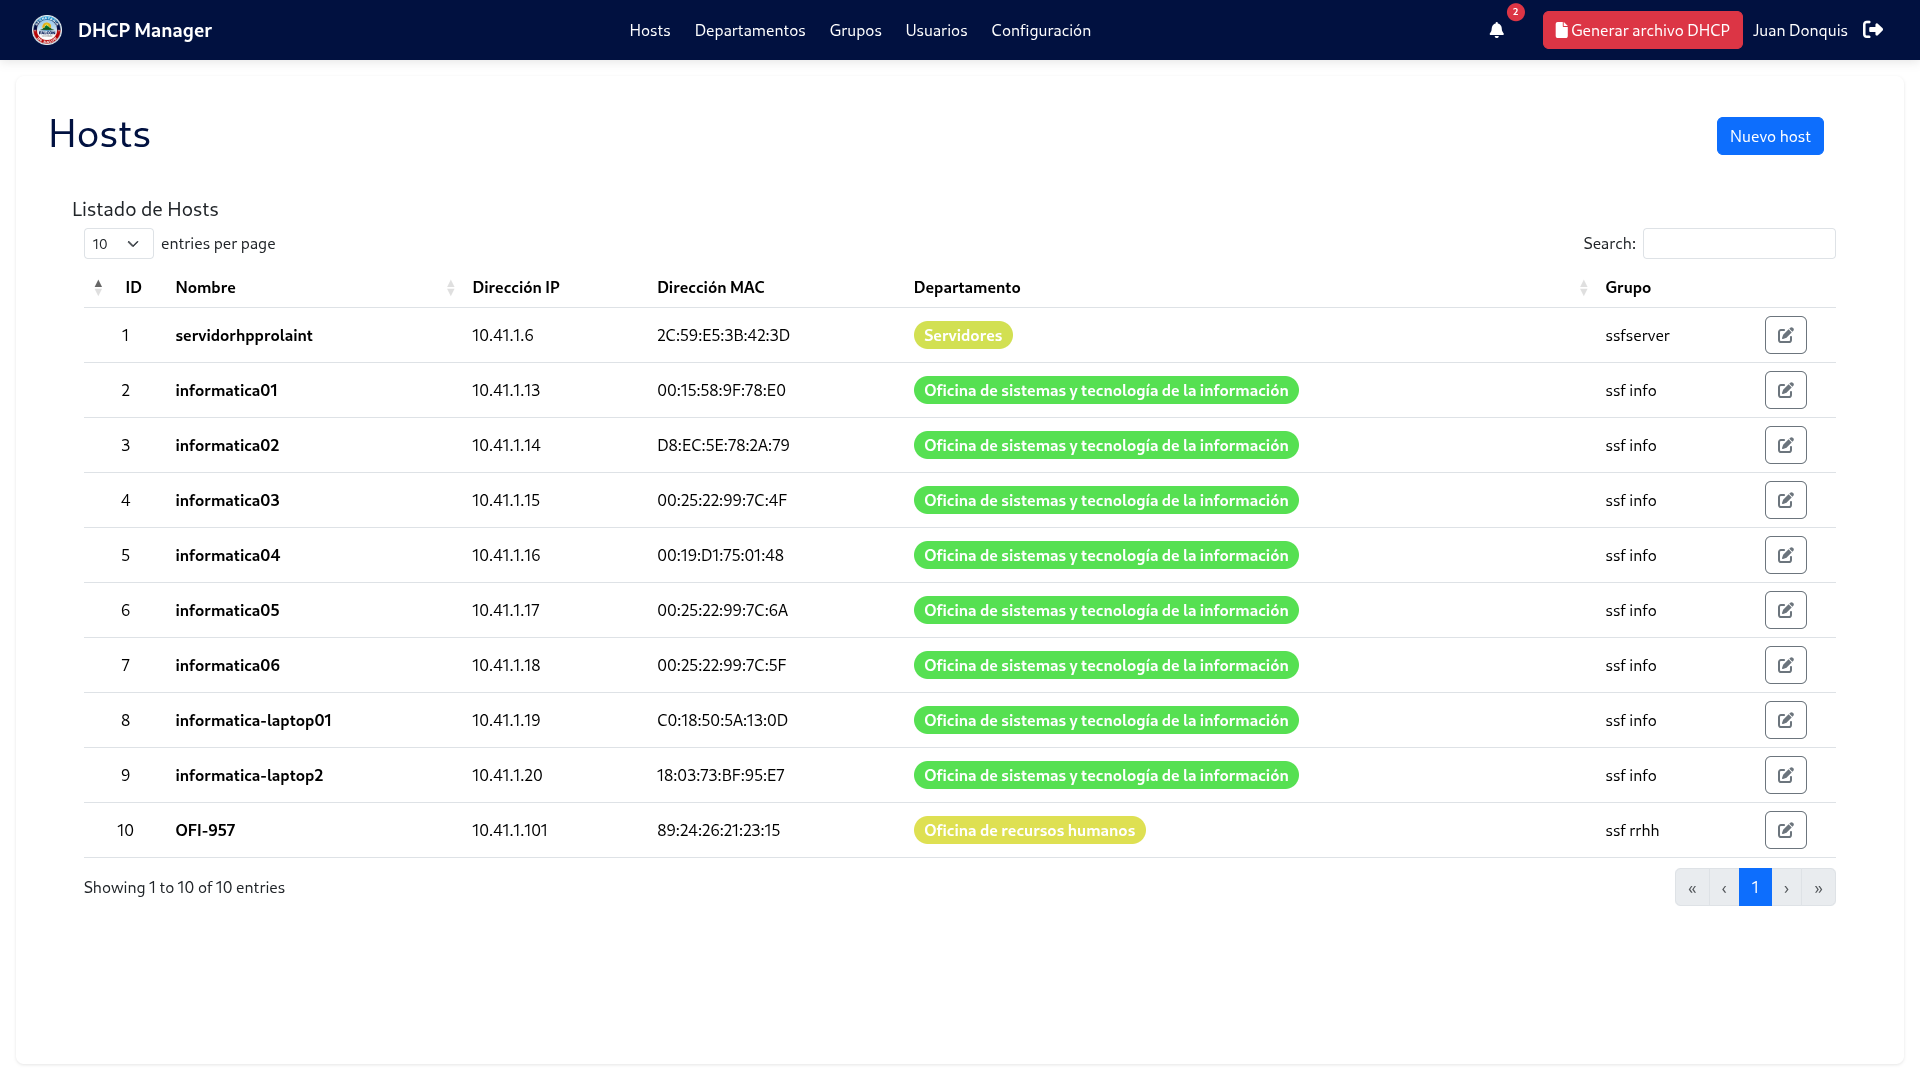 DHCP Manager
Hosts Departamentos Grupos Usuarios Configuración
2
Generar archivo DHCP Juan Donquis
Hosts
Nuevo host
Listado de Hosts
10 entries per page
Search:
ID Nombre Dirección IP Dirección MAC Departamento Grupo
1 servidorhpprolaint 10.41.1.6 2C:59:E5:3B:42:3D Servidores ssfserver
2 informatica01 10.41.1.13 00:15:58:9F:78:E0 Oficina de sistemas y tecnología de la información ssf info
3 informatica02 10.41.1.14 D8:EC:5E:78:2A:79 Oficina de sistemas y tecnología de la información ssf info
4 informatica03 10.41.1.15 00:25:22:99:7C:4F Oficina de sistemas y tecnología de la información ssf info
5 informatica04 10.41.1.16 00:19:D1:75:01:48 Oficina de sistemas y tecnología de la información ssf info
6 informatica05 10.41.1.17 00:25:22:99:7C:6A Oficina de sistemas y tecnología de la información ssf info
7 informatica06 10.41.1.18 00:25:22:99:7C:5F Oficina de sistemas y tecnología de la información ssf info
8 informatica-laptop01 10.41.1.19 C0:18:50:5A:13:0D Oficina de sistemas y tecnología de la información ssf info
9 informatica-laptop2 10.41.1.20 18:03:73:BF:95:E7 Oficina de sistemas y tecnología de la información ssf info
10 OFI-957 10.41.1.101 89:24:26:21:23:15 Oficina de recursos humanos ssf rrhh
Showing 1 to 10 of 10 entries
« ‹ 1 › »